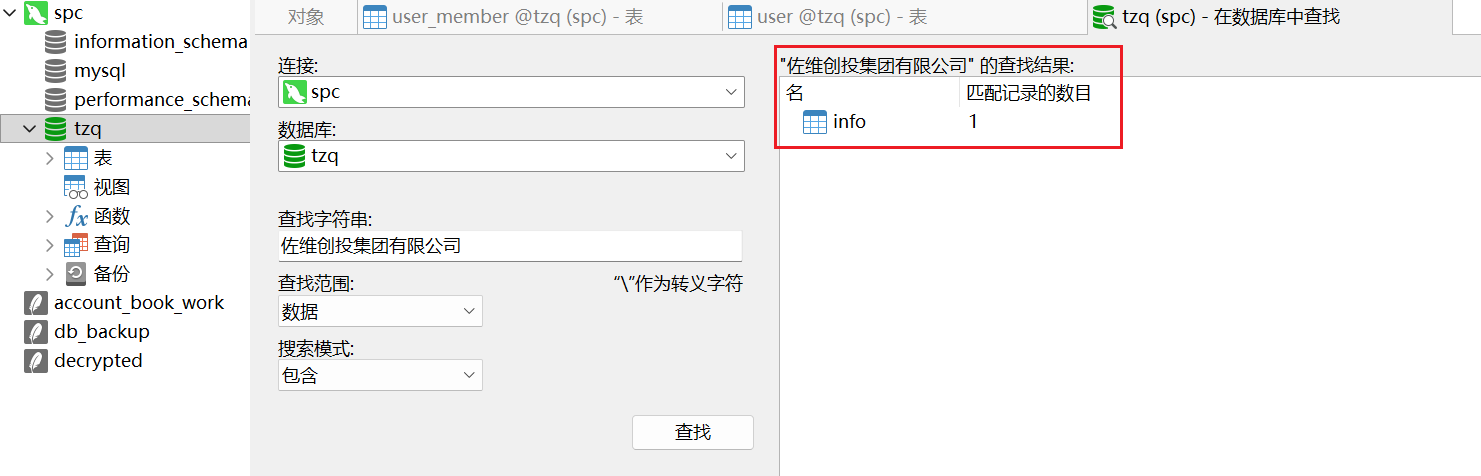 spc
information_schema
mysql
performance_schema
tzq
表
视图
fx 函数
查询
备份
account_book_work
db_backup
decrypted
对象
user_member @tzq (spc) - 表
user @tzq (spc) - 表
tzq (spc) - 在数据库中查找
连接:
spc
数据库:
tzq
查找字符串:
佐维创投集团有限公司
查找范围:
“\”作为转义字符
数据
搜索模式:
包含
查找
"佐维创投集团有限公司" 的查找结果:
名 匹配记录的数目
info 1